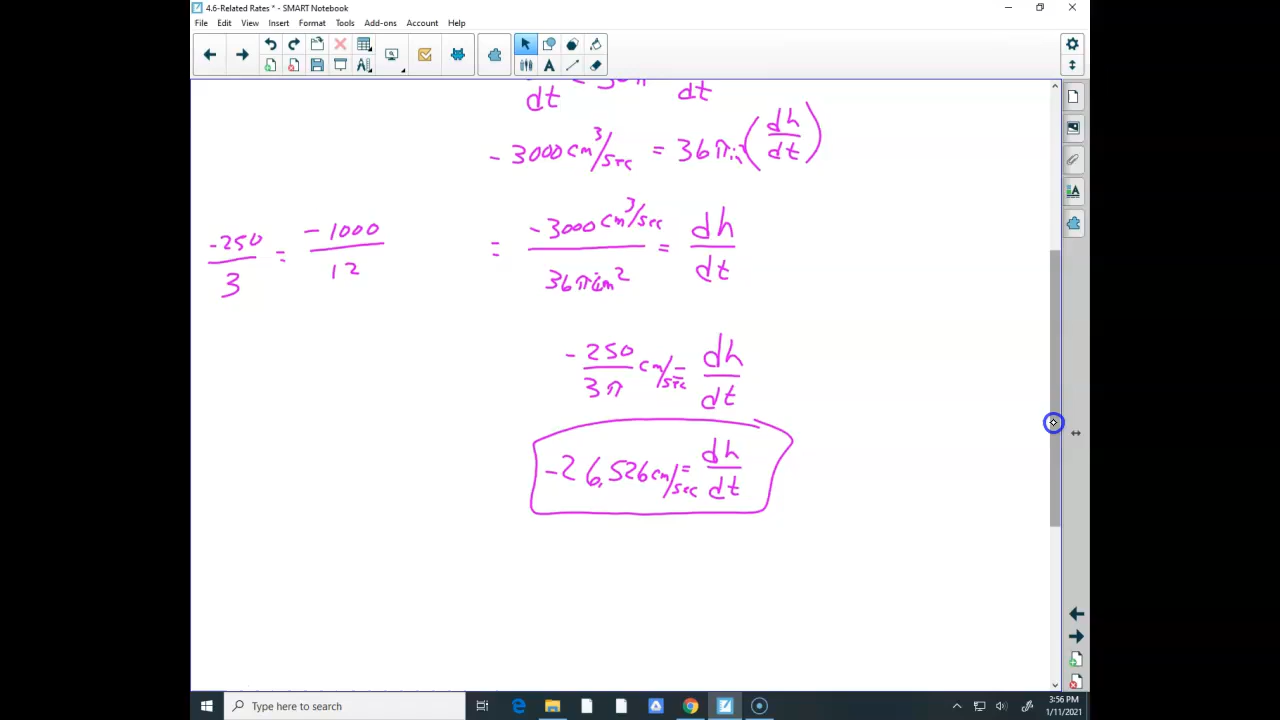 4.6-Related Rates * - SMART Notebook
File Edit View Insert Format Tools Add-ons Account Help
dt dt
- 3000 cm³/sec = 36π (dh/dt)
-250/3 = -1000/12
= -3000 cm³/sec / 36π cm² = dh/dt
-250/3π cm/sec = dh/dt
-26.526 cm/sec = dh/dt
Type here to search
3:56 PM
1/11/2021